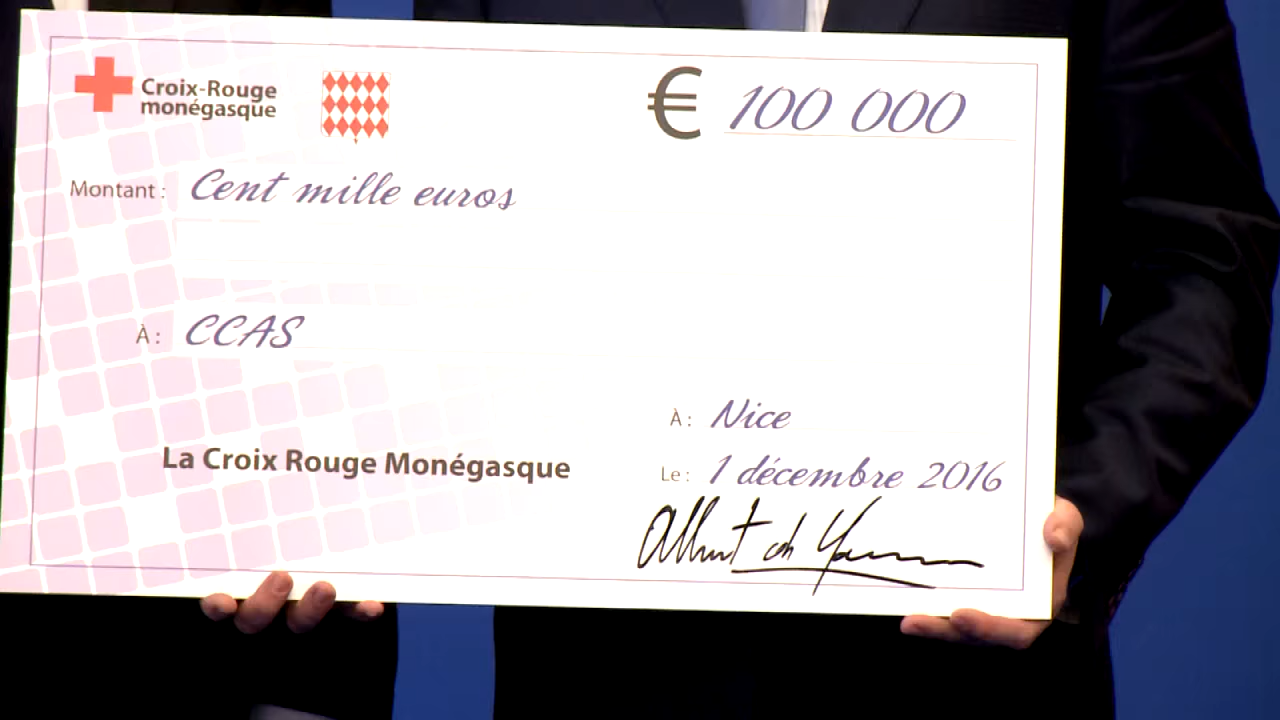 Croix-Rouge
monégasque
€ 100 000
Montant : Cent mille euros
À : CCAS
À : Nice
La Croix Rouge Monégasque
Le : 1 décembre 2016